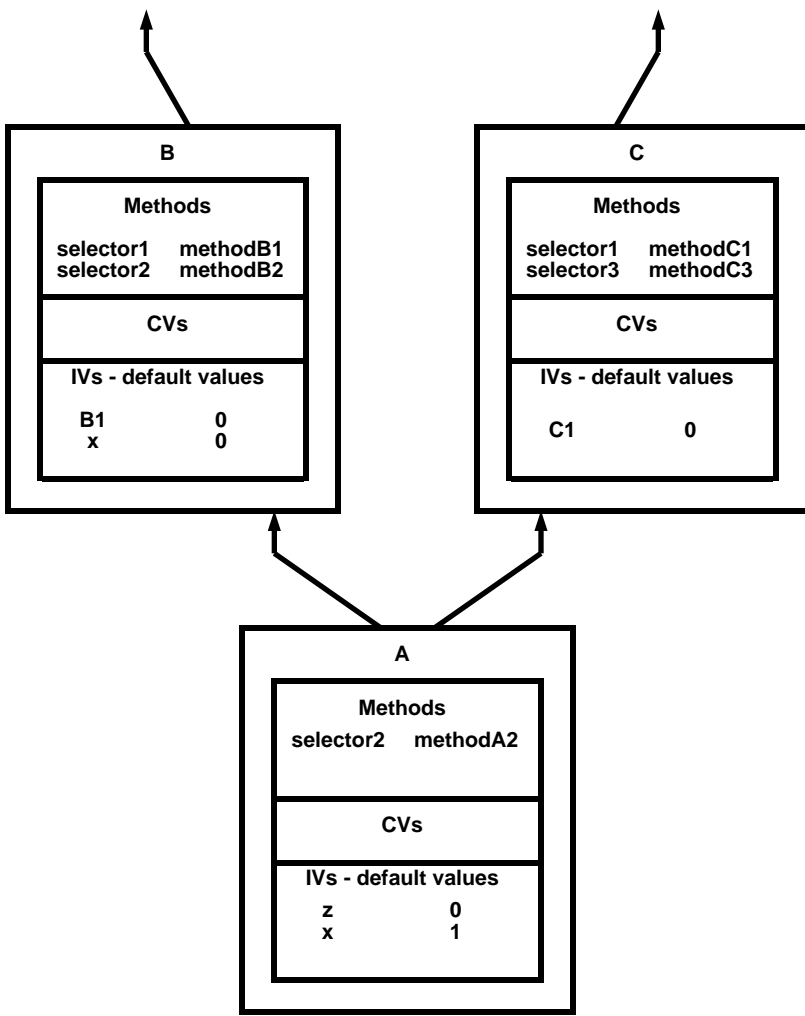 B
Methods
selector1 methodB1
selector2 methodB2
CVs
IVs - default values
B1 0
x 0
C
Methods
selector1 methodC1
selector3 methodC3
CVs
IVs - default values
C1 0
A
Methods
selector2 methodA2
CVs
IVs - default values
z 0
x 1